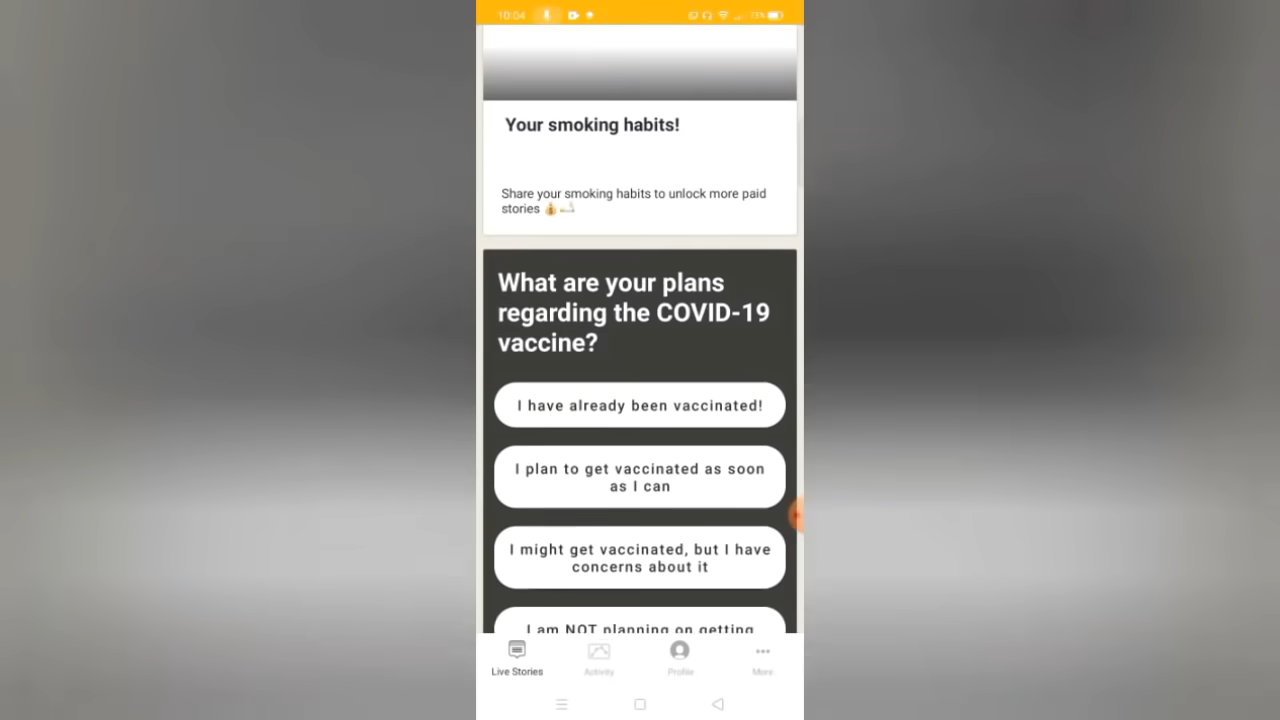 10:04
75%
Your smoking habits!
Share your smoking habits to unlock more paid
stories
What are your plans
regarding the COVID-19
vaccine?
I have already been vaccinated!
I plan to get vaccinated as soon
as I can
I might get vaccinated, but I have
concerns about it
I am NOT planning on getting
Live Stories
Activity
Profile
More